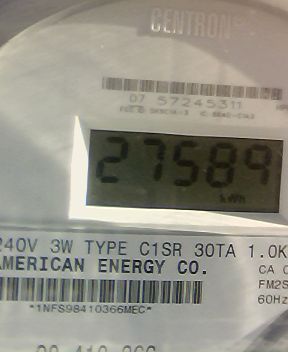 CENTRON
07 57245311
27589
kWh
240V 3W TYPE C1SR 30TA 1.0K
AMERICAN ENERGY CO.
CA
FM2S
60Hz
*1NFS98410366MEC*